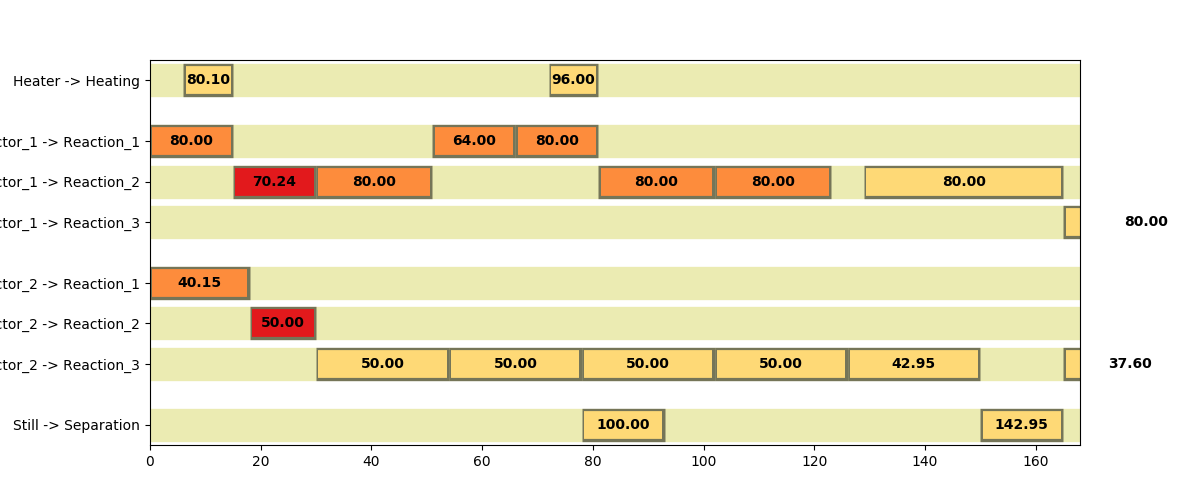 Heater -> Heating 80.10 96.00
ctor_1 -> Reaction_1 80.00 64.00 80.00
ctor_1 -> Reaction_2 70.24 80.00 80.00 80.00 80.00
ctor_1 -> Reaction_3 80.00
ctor_2 -> Reaction_1 40.15
ctor_2 -> Reaction_2 50.00
ctor_2 -> Reaction_3 50.00 50.00 50.00 50.00 42.95 37.60
Still -> Separation 100.00 142.95
0 20 40 60 80 100 120 140 160